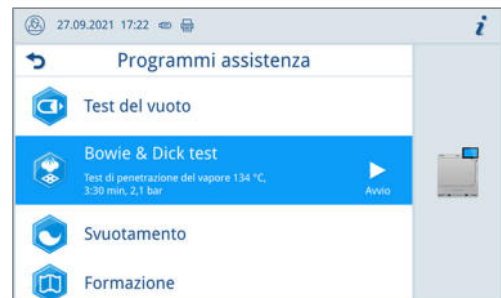 27.09.2021 17:22
i
Programmi assistenza
Test del vuoto
Bowie & Dick test
Test di penetrazione del vapore 134 °C,
3:30 min, 2,1 bar
Avvio
Svuotamento
Formazione